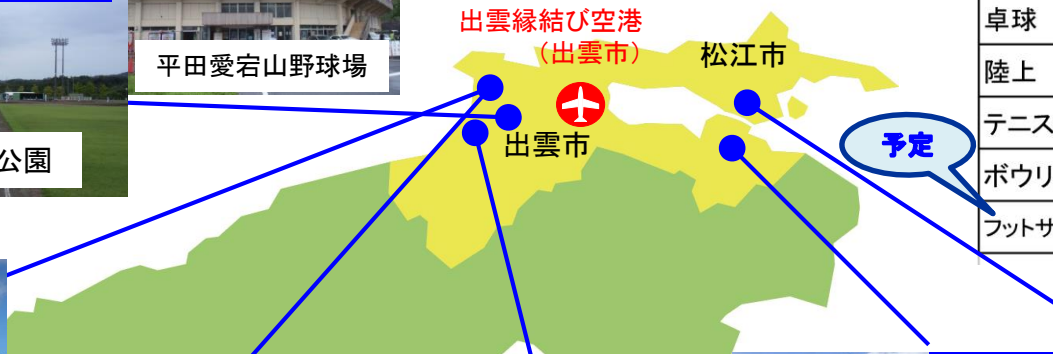 平田愛宕山野球場
公園
出雲縁結び空港
(出雲市)
松江市
出雲市
予定
卓球
陸上
テニス
ボウリ
フットサ